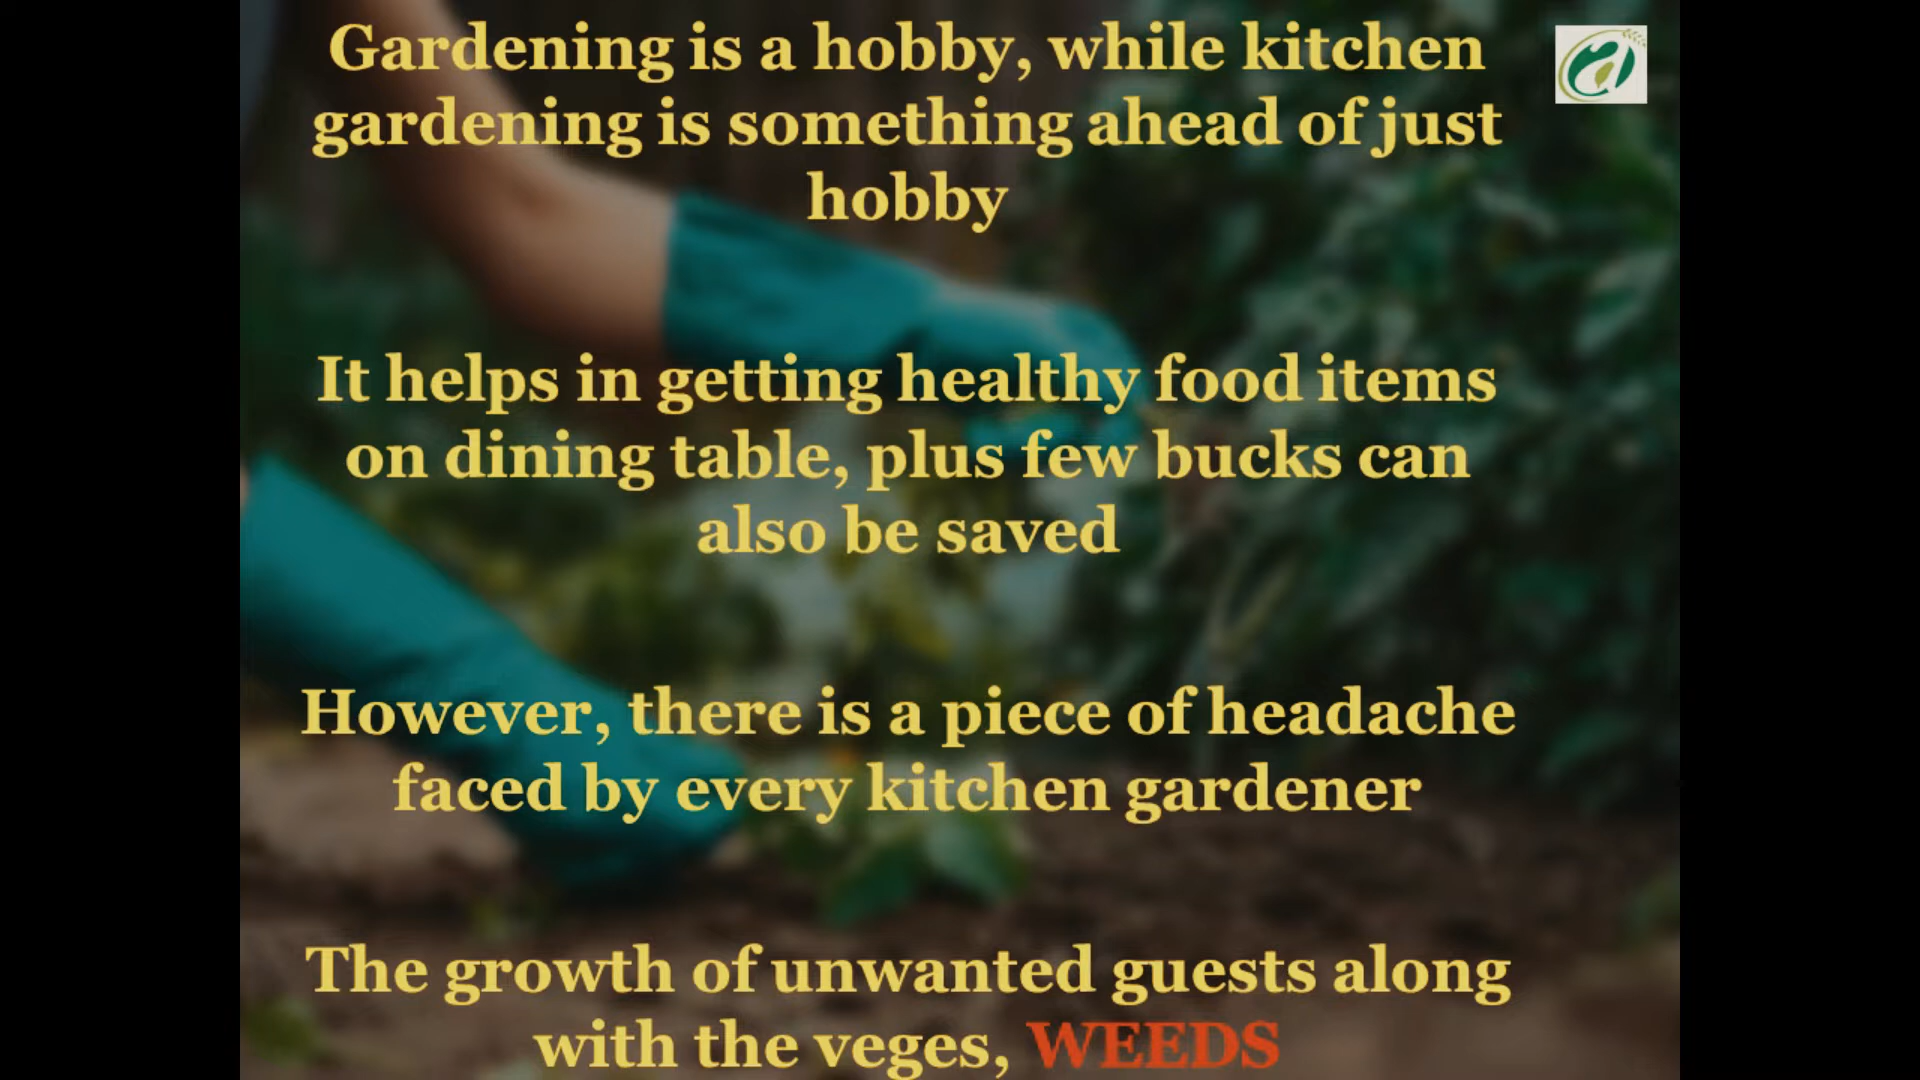 Gardening is a hobby, while kitchen
gardening is something ahead of just
hobby
It helps in getting healthy food items
on dining table, plus few bucks can
also be saved
However, there is a piece of headache
faced by every kitchen gardener
The growth of unwanted guests along
with the veges, WEEDS